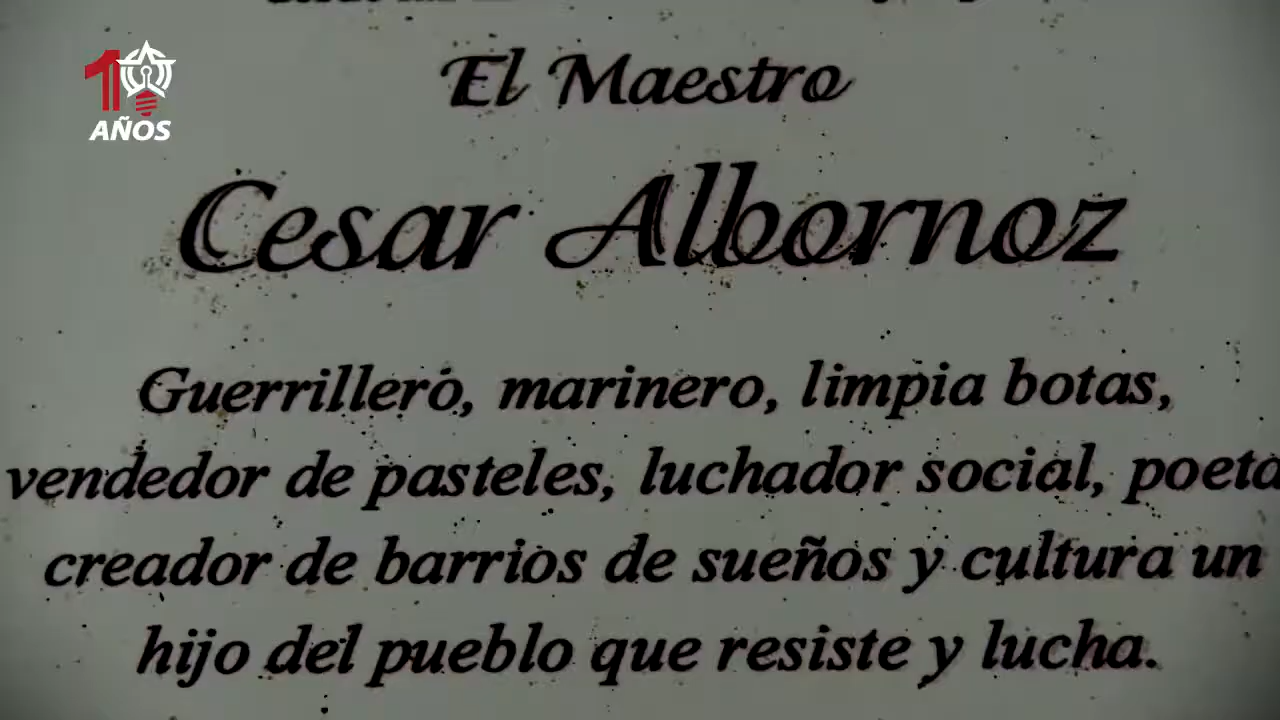 El Maestro
Cesar Albornoz
Guerrillero, marinero, limpia botas,
vendedor de pasteles, luchador social, poeta
creador de barrios de sueños y cultura un
hijo del pueblo que resiste y lucha.
10
AÑOS